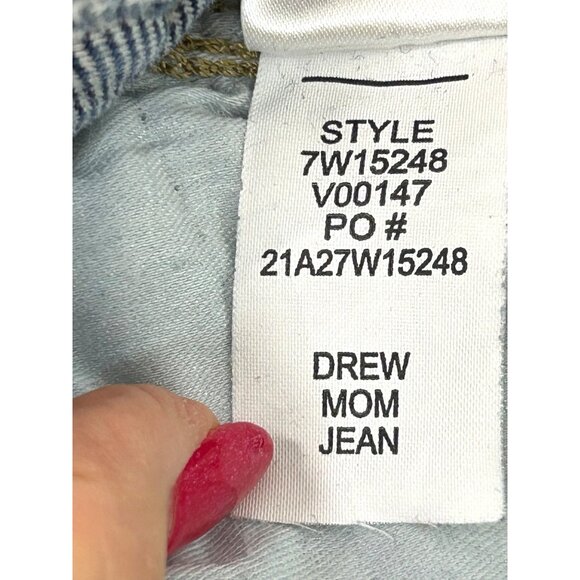 STYLE
7W15248
V00147
PO #
21A27W15248
DREW
MOM
JEAN